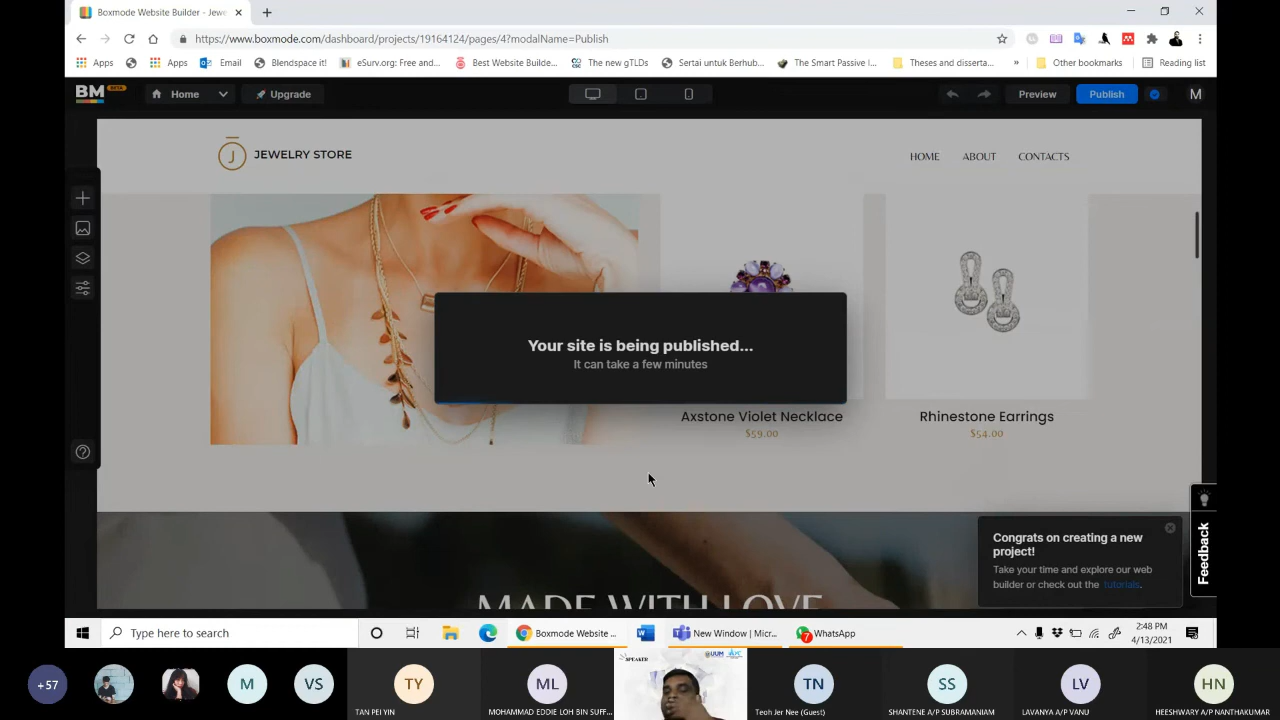 Boxmode Website Builder - Jewe
https://www.boxmode.com/dashboard/projects/19164124/pages/4?modalName=Publish
Apps
Apps
Email
Blendspace it!
eSurv.org: Free and...
Best Website Builde...
The new gTLDs
Sertai untuk Berhub...
The Smart Passive I...
Theses and disserta...
»
Other bookmarks
Reading list
BM BETA
Home
Upgrade
Preview
Publish
M
J
JEWELRY STORE
HOME
ABOUT
CONTACTS
Your site is being published...
It can take a few minutes
Axstone Violet Necklace
$59.00
Rhinestone Earrings
$54.00
MADE WITH LOVE
Congrats on creating a new
project!
Take your time and explore our web
builder or check out the tutorials.
Feedback
Type here to search
Boxmode Website ...
New Window | Micr...
7
WhatsApp
2:48 PM
4/13/2021
+57
M
VS
TY
TAN PEI YIN
ML
MOHAMMAD EDDIE LOH BIN SUFF...
SPEAKER
UUM
TN
Teoh Jer Nee (Guest)
SS
SHANTENE A/P SUBRAMANIAM
LV
LAVANYA A/P VANU
HN
HEESHWARY A/P NANTHAKUMAR